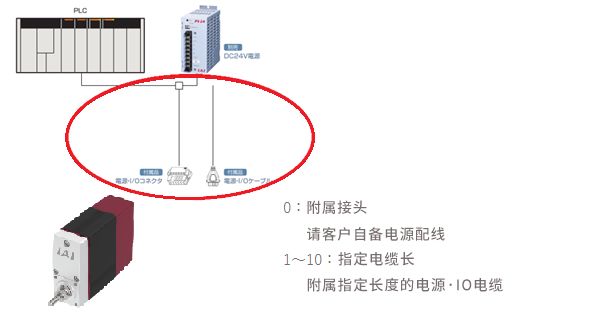 PLC
別売
DC24V電源
付属品
電源・I/Oコネクタ
付属品
電源・I/Oケーブル
IAI
0：附属接头
请客户自备电源配线
1～10：指定电缆长
附属指定长度的电源·IO电缆